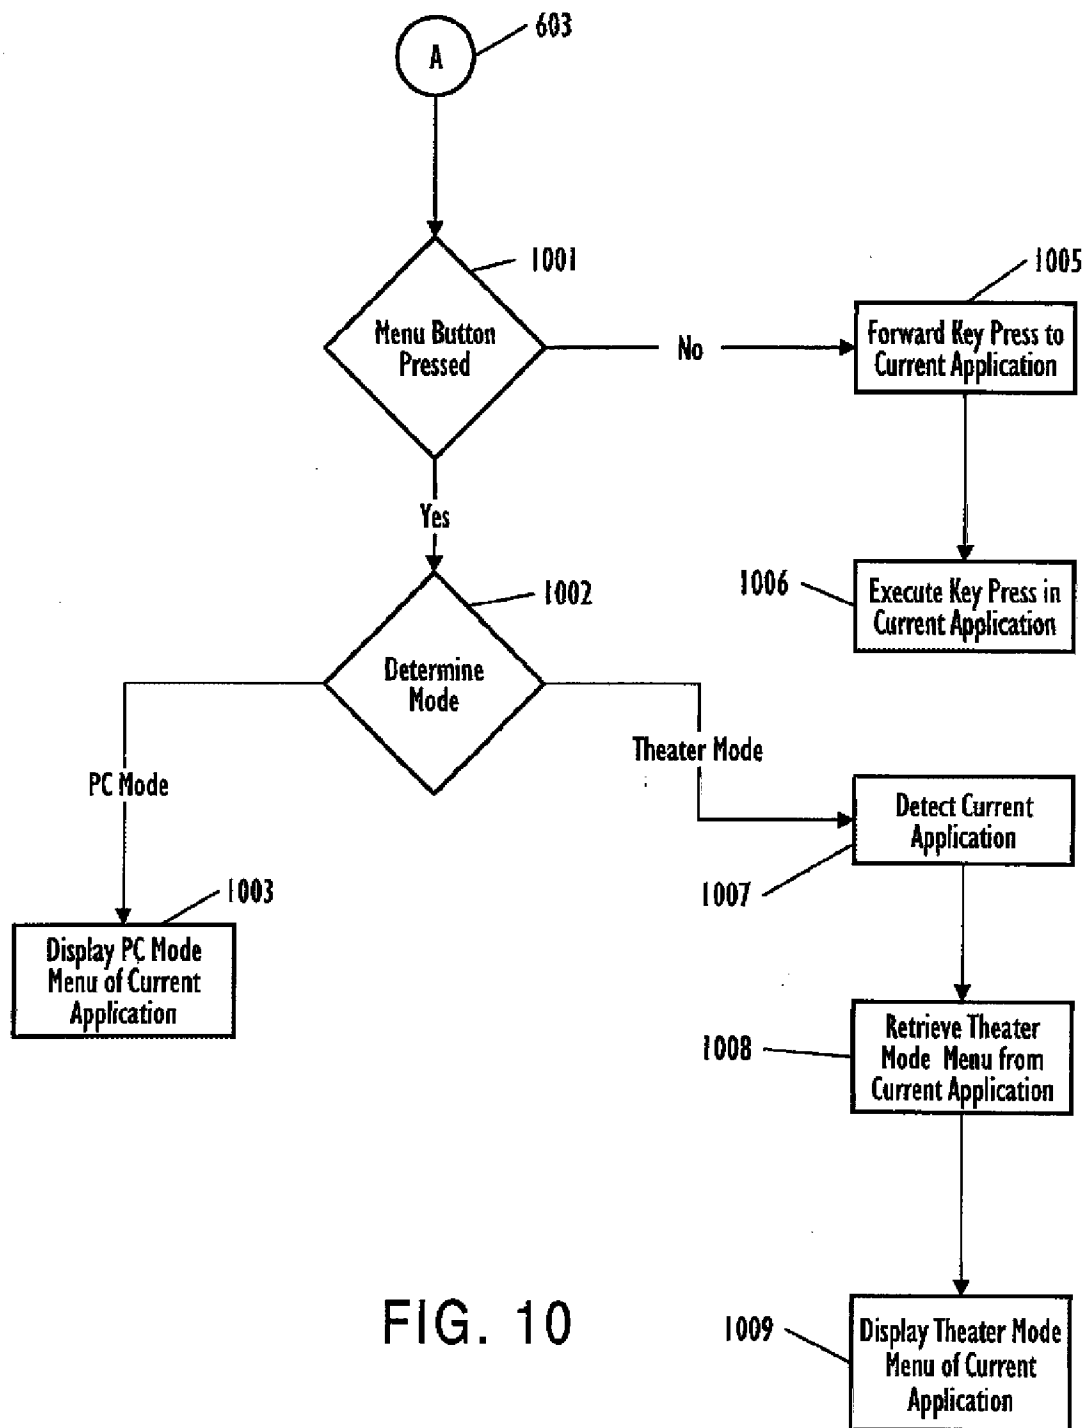 A
603
1001
Menu Button
Pressed
No
1005
Forward Key Press to
Current Application
Yes
1006
Execute Key Press in
Current Application
1002
Determine
Mode
PC Mode
Theater Mode
1003
Display PC Mode
Menu of Current
Application
Detect Current
Application
1007
1008
Retrieve Theater
Mode Menu from
Current Application
1009
Display Theater Mode
Menu of Current
Application
FIG. 10